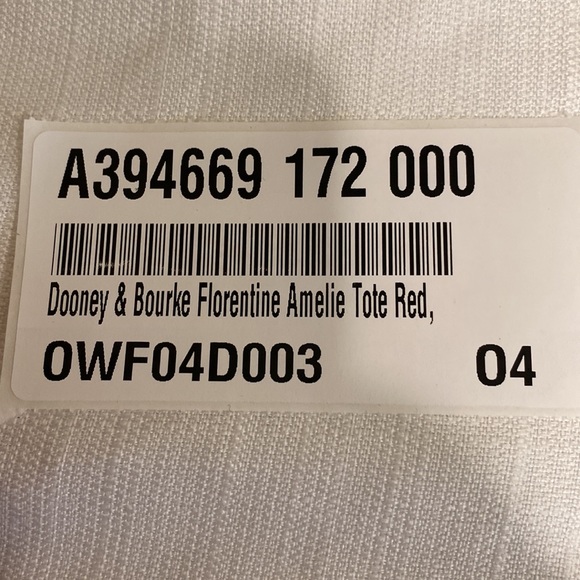 A394669 172 000
Dooney & Bourke Florentine Amelie Tote Red,
OWF04D003 04